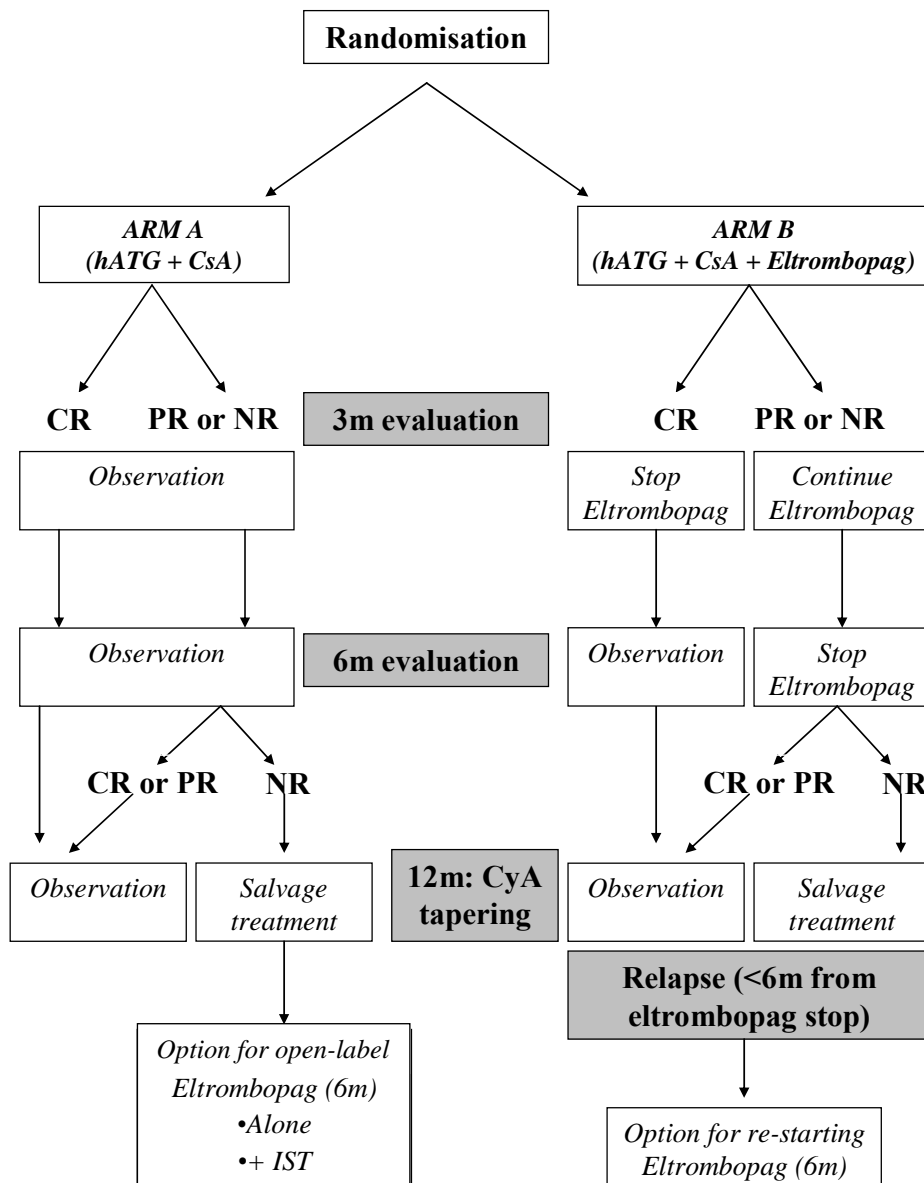 Randomisation
ARM A
(hATG + CsA)
ARM B
(hATG + CsA + Eltrombopag)
CR
PR or NR
3m evaluation
CR
PR or NR
Observation
Stop
Eltrombopag
Continue
Eltrombopag
Observation
6m evaluation
Observation
Stop
Eltrombopag
CR or PR
NR
CR or PR
NR
Observation
Salvage
treatment
12m: CyA
tapering
Observation
Salvage
treatment
Relapse (<6m from
eltrombopag stop)
Option for open-label
Eltrombopag (6m)
•Alone
•+ IST
Option for re-starting
Eltrombopag (6m)